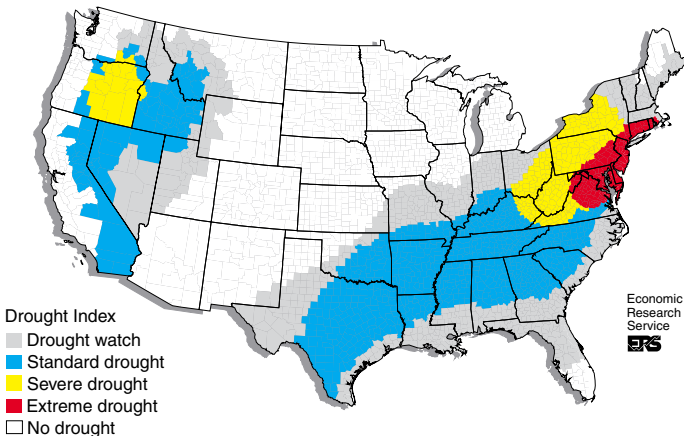 Drought Index
Drought watch
Standard drought
Severe drought
Extreme drought
No drought
Economic
Research
Service
ERS